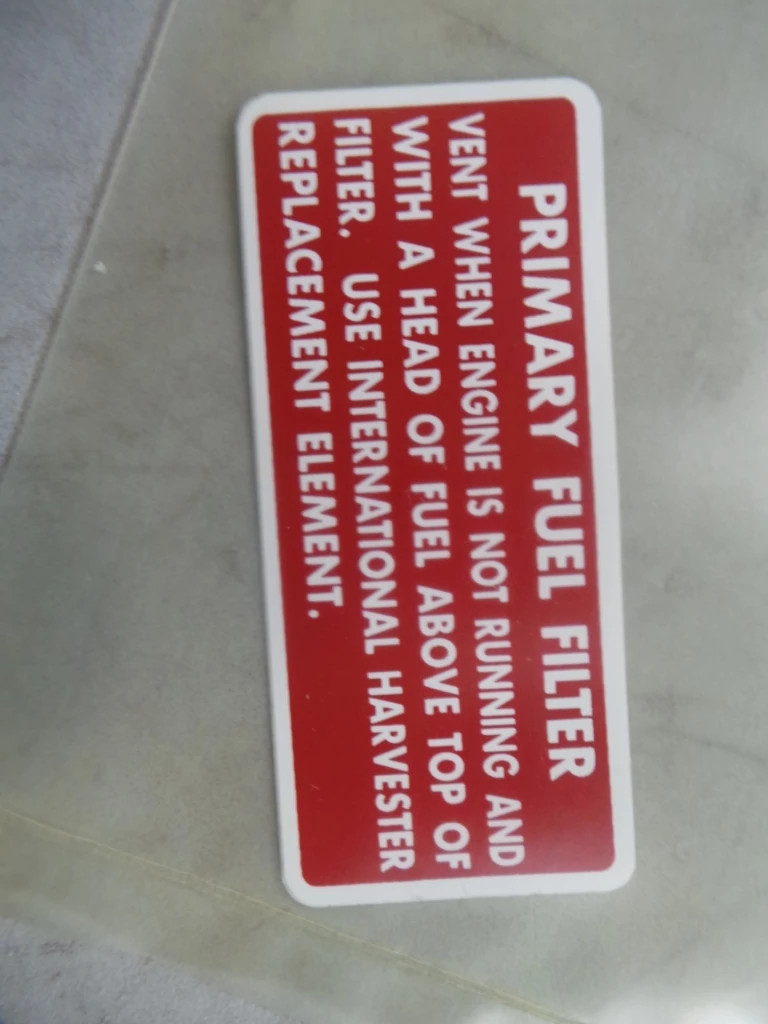 PRIMARY FUEL FILTER
VENT WHEN ENGINE IS NOT RUNNING AND
WITH A HEAD OF FUEL ABOVE TOP OF
FILTER. USE INTERNATIONAL HARVESTER
REPLACEMENT ELEMENT.